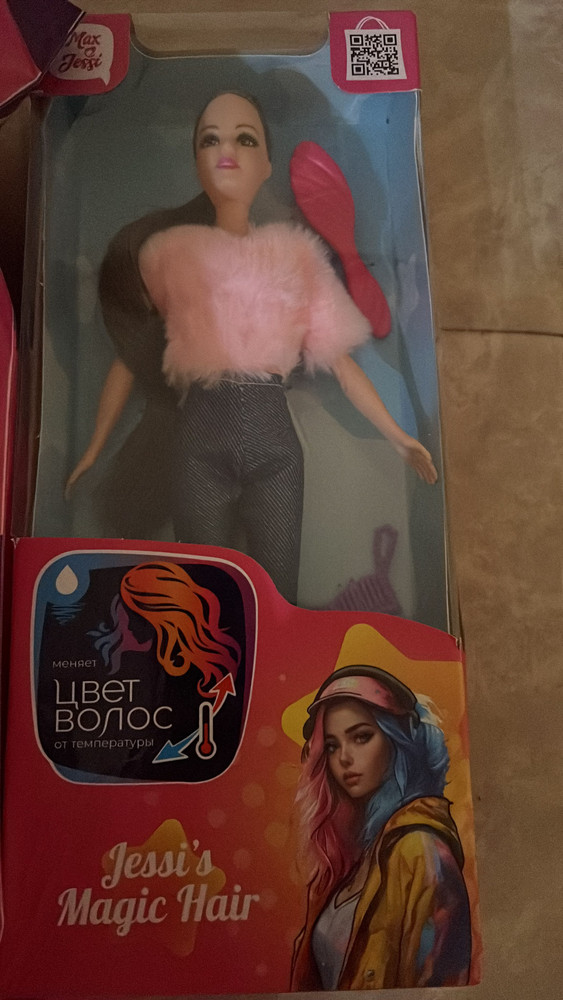 Max
Jessi
меняет
ЦВЕТ
ВОЛОС
от температуры
Jessi's
Magic Hair